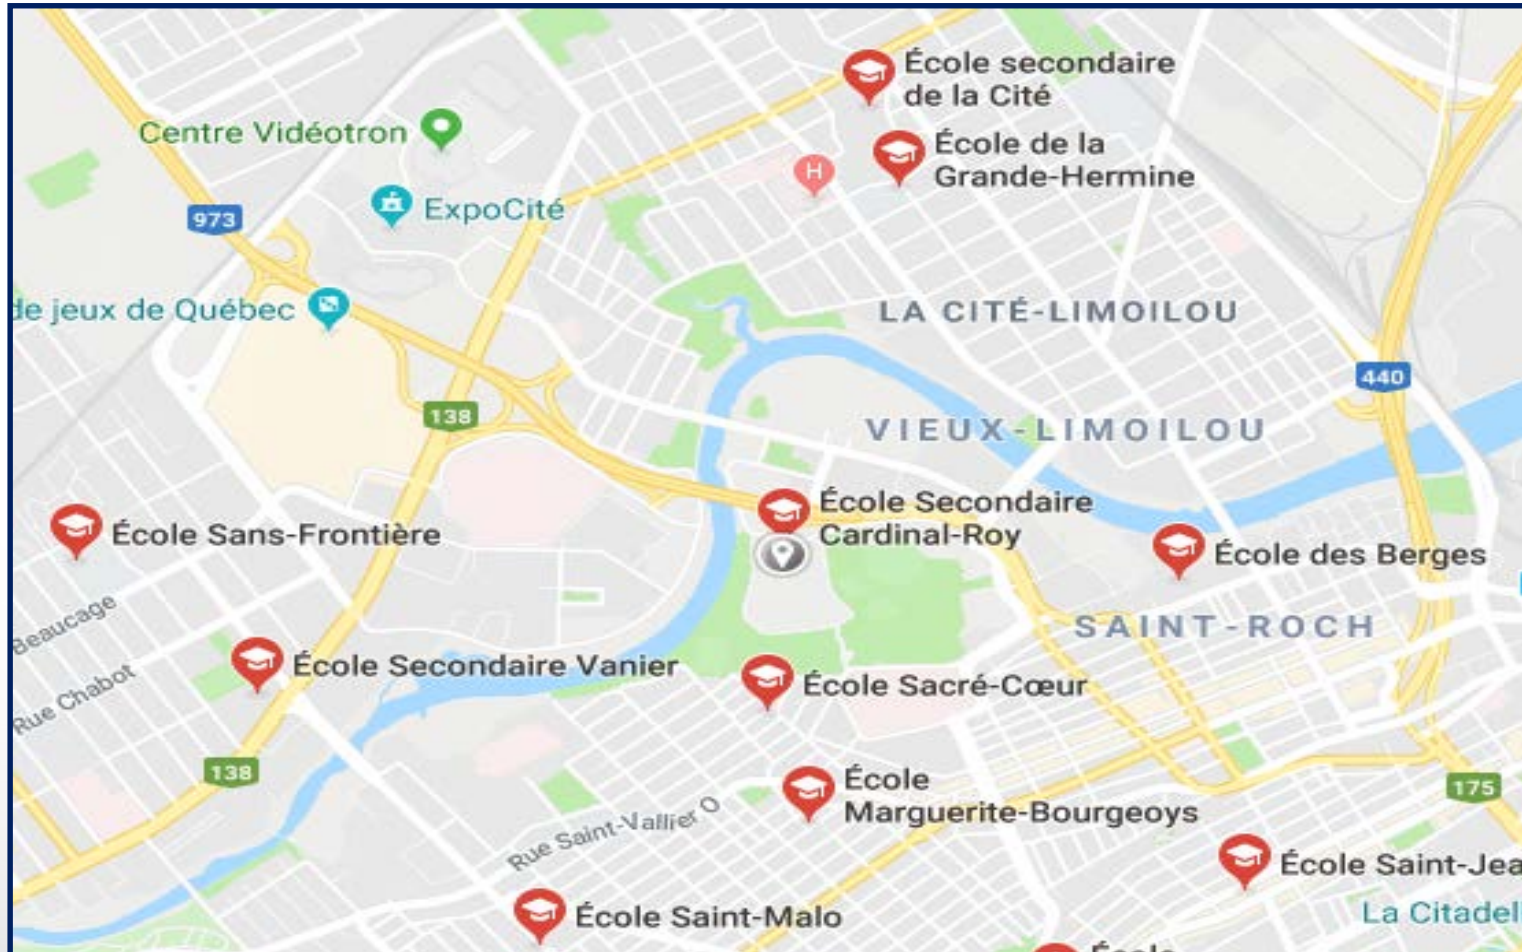 École secondaire
de la Cité
Centre Vidéotron
École de la
Grande-Hermine
H
ExpoCité
973
de jeux de Québec
LA CITÉ-LIMOILOU
440
138
VIEUX-LIMOILOU
École Secondaire
Cardinal-Roy
École Sans-Frontière
École des Berges
Beaucage
SAINT-ROCH
École Secondaire Vanier
Rue Chabot
École Sacré-Cœur
138
École
Marguerite-Bourgeoys
175
Rue Saint-Vallier O
École Saint-Jea
La Citadel
École Saint-Malo
École